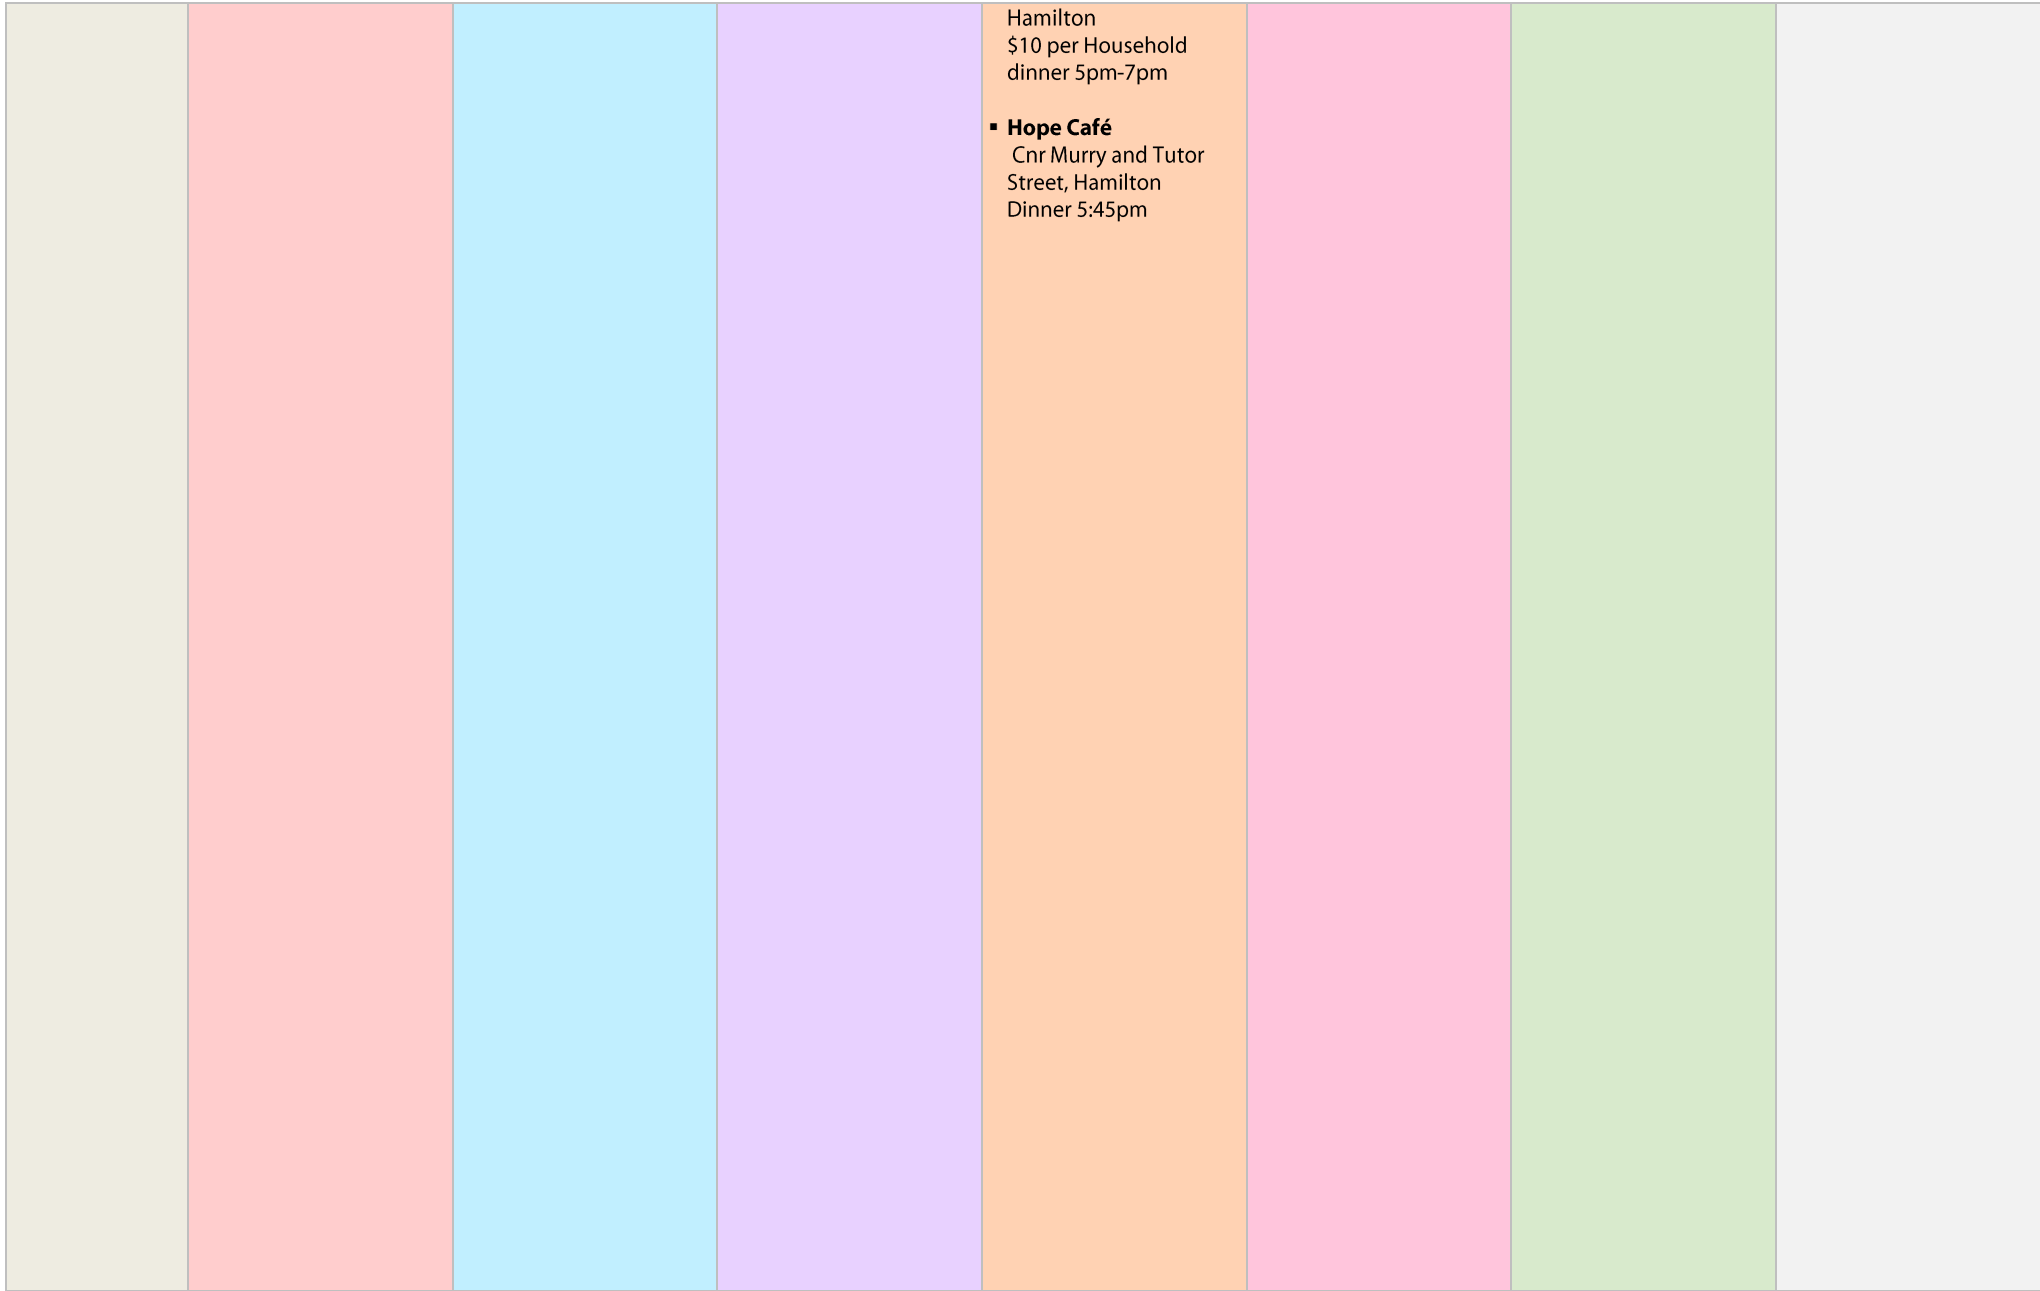 Hamilton
$10 per Household
dinner 5pm-7pm
▪ Hope Café
Cnr Murry and Tutor
Street, Hamilton
Dinner 5:45pm